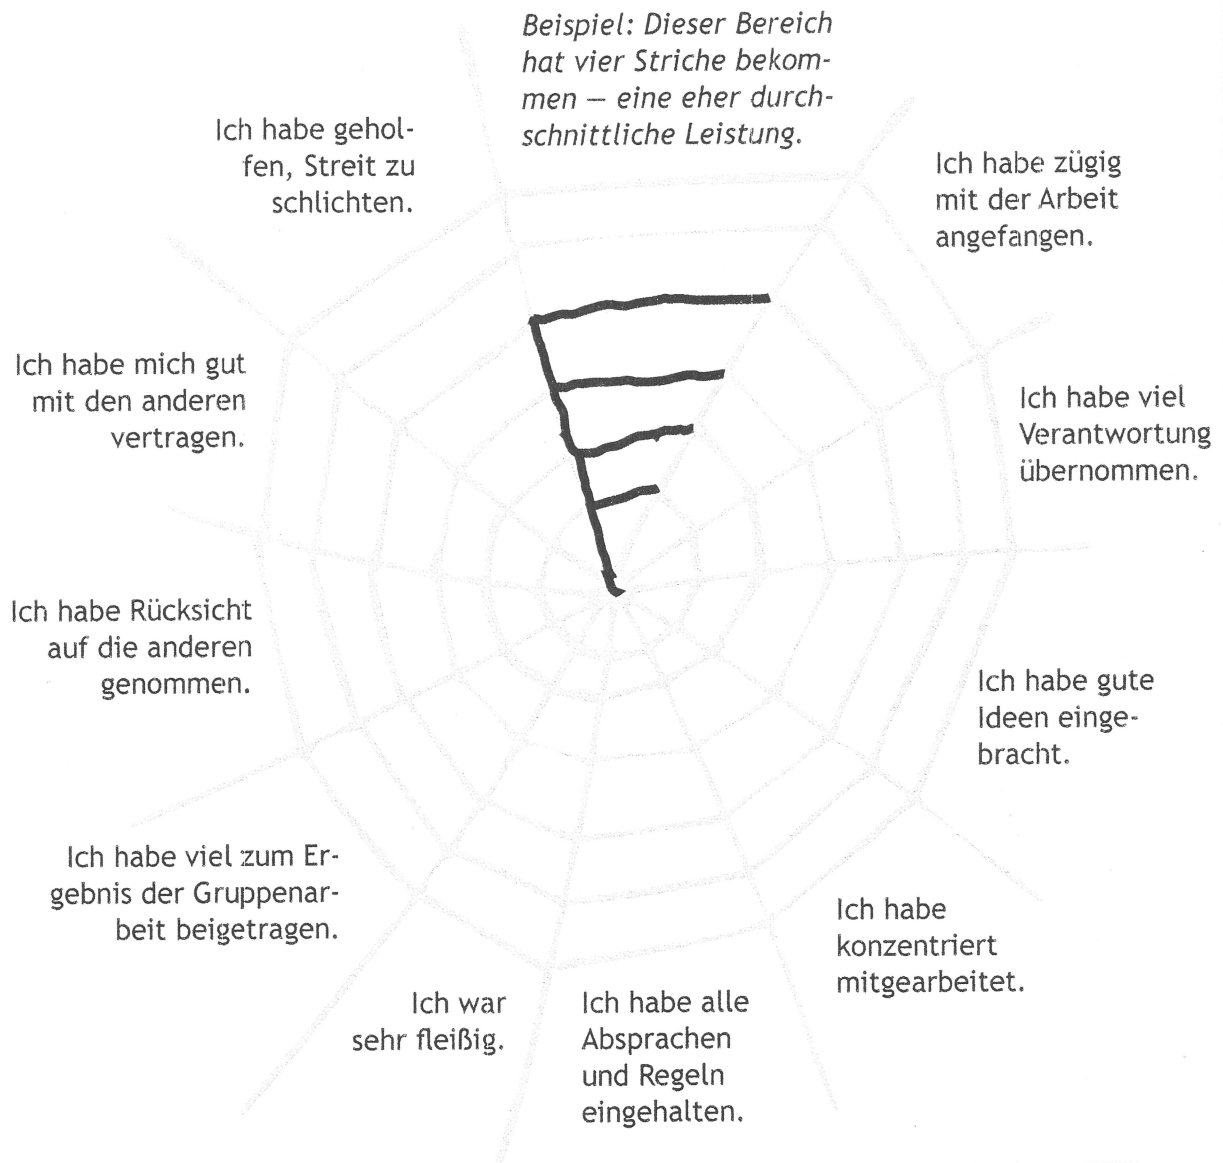 Beispiel: Dieser Bereich
hat vier Striche bekom-
men – eine eher durch-
schnittliche Leistung.
Ich habe zügig
mit der Arbeit
angefangen.
Ich habe viel
Verantwortung
übernommen.
Ich habe gute
Ideen einge-
bracht.
Ich habe
konzentriert
mitgearbeitet.
Ich habe alle
Absprachen
und Regeln
eingehalten.
Ich war
sehr fleißig.
Ich habe viel zum Er-
gebnis der Gruppenar-
beit beigetragen.
Ich habe Rücksicht
auf die anderen
genommen.
Ich habe mich gut
mit den anderen
vertragen.
Ich habe gehol-
fen, Streit zu
schlichten.